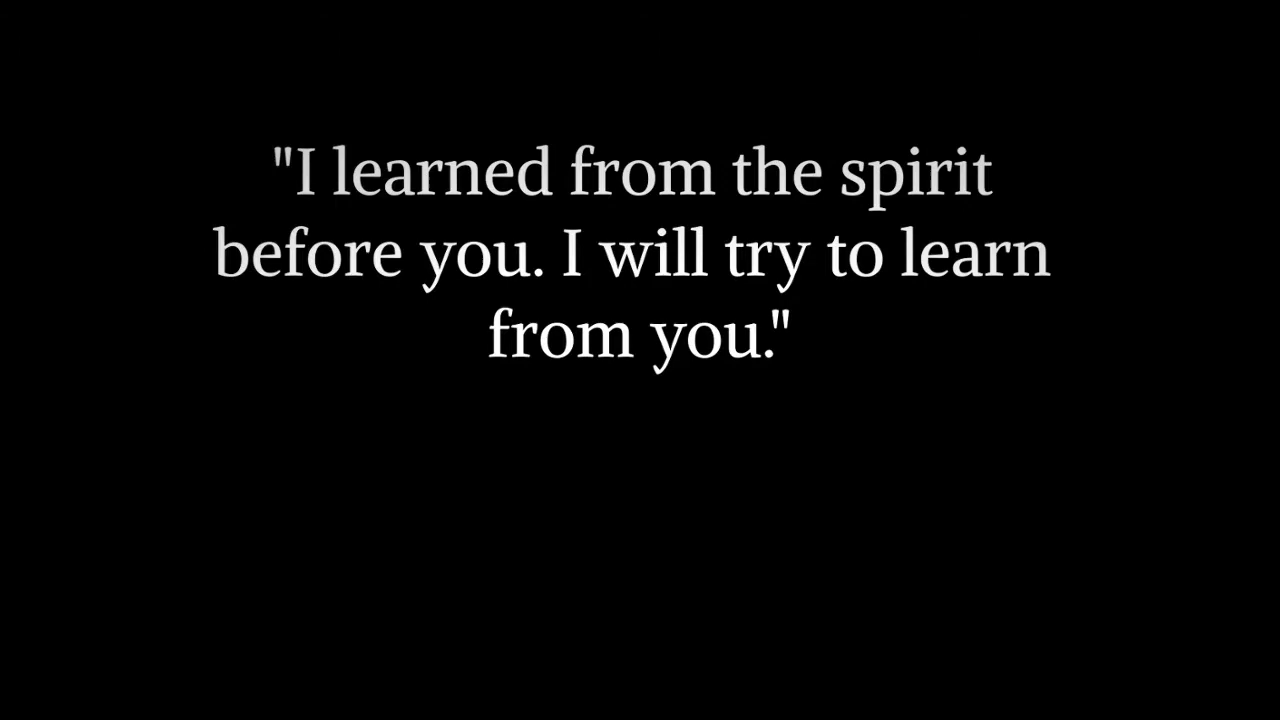 "I learned from the spirit
before you. I will try to learn
from you."